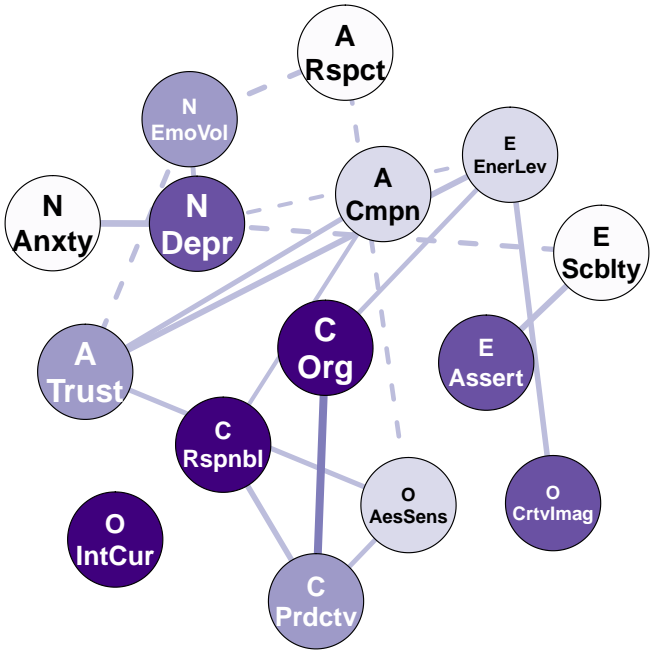 A
Rspct
N
EmoVol
E
EnerLev
A
Cmpn
N
Anxty
N
Depr
E
Scblty
C
Org
E
Assert
A
Trust
C
Rspnbl
O
AesSens
O
CrtvImag
O
IntCur
C
Prdctv